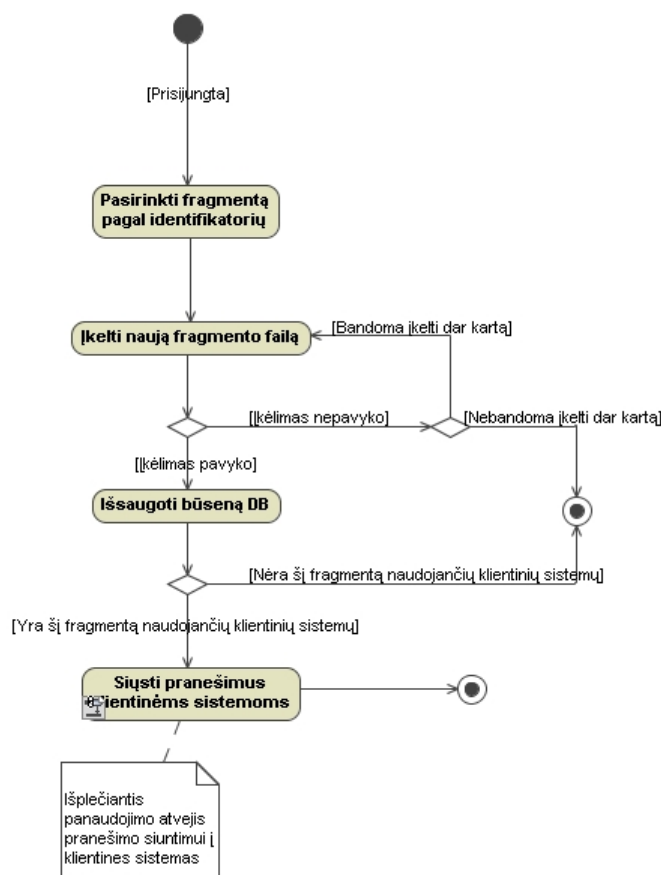 [Prisijungta]
Pasirinkti fragmentą
pagal identifikatorių
Įkelti naują fragmento failą
[Bandoma įkelti dar kartą]
[Įkėlimas nepavyko]
[Nebandoma įkelti dar kartą]
[Įkėlimas pavyko]
Išsaugoti būseną DB
[Nėra šį fragmentą naudojančių klientinių sistemų]
[Yra šį fragmentą naudojančių klientinių sistemų]
Siųsti pranešimus
lientinėms sistemoms
Išplečiantis
panaudojimo atvejis
pranešimo siuntimui į
klientines sistemas